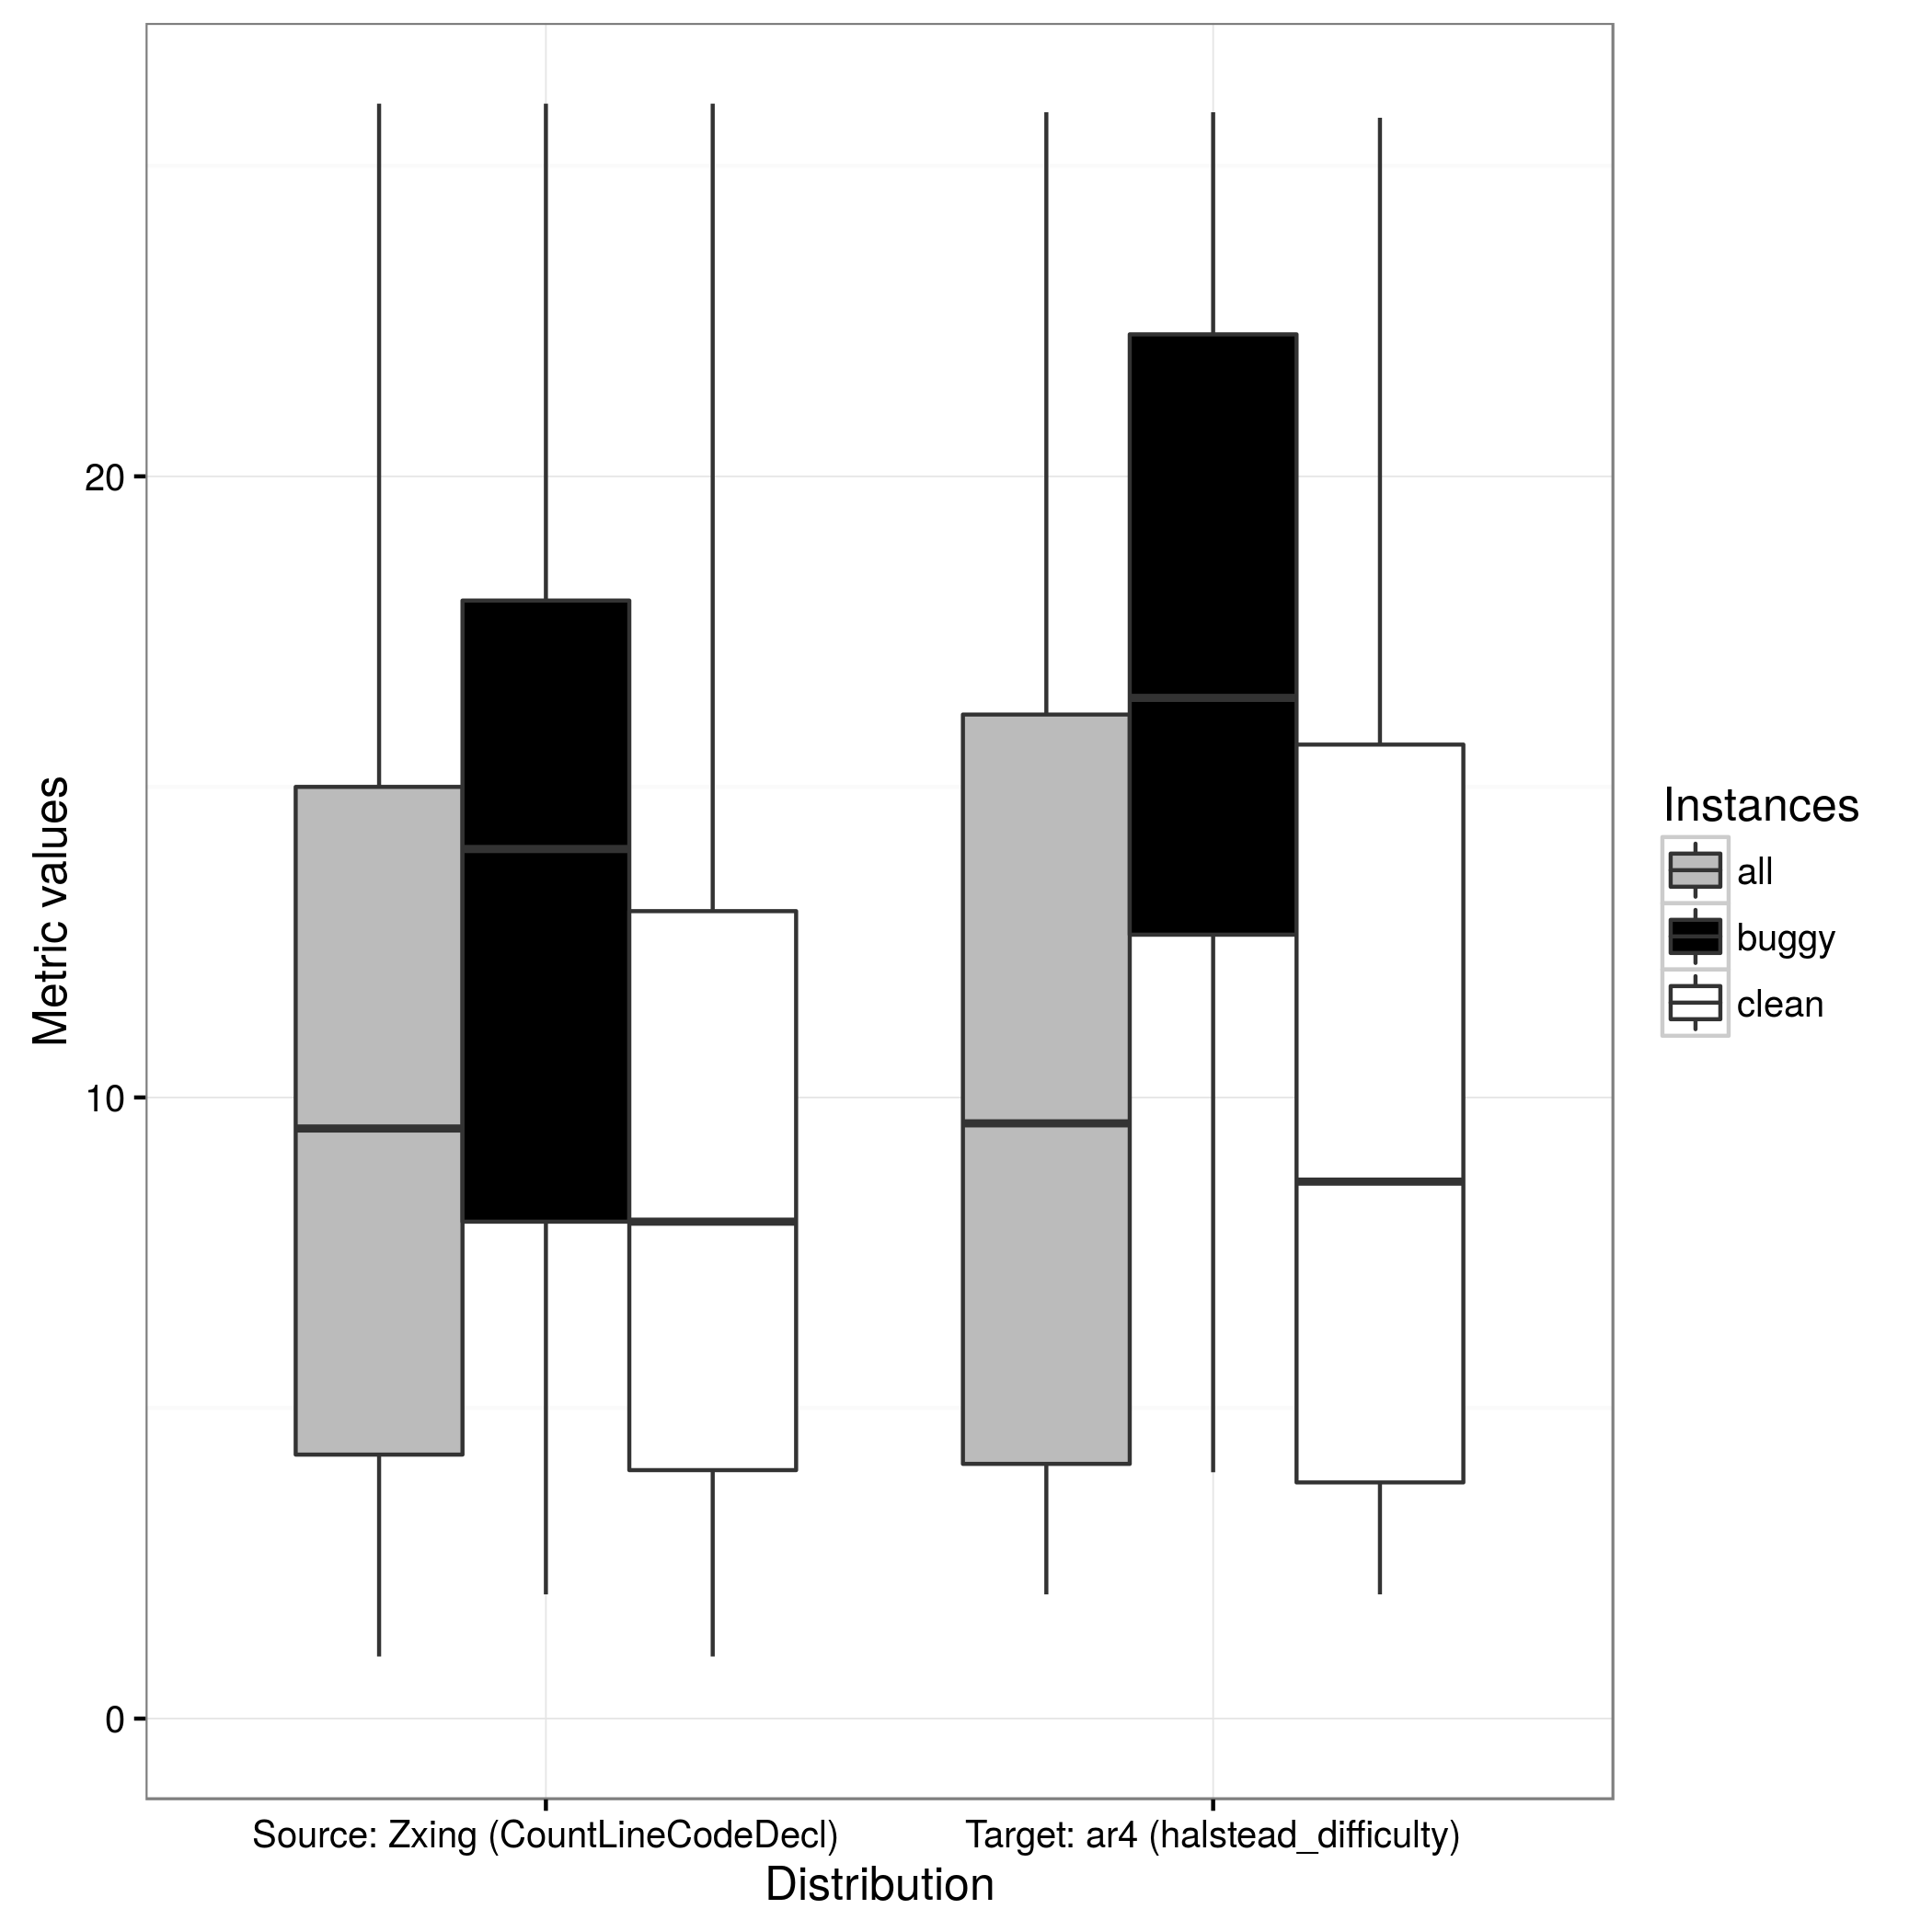 Metric values
20
10
0
Source: Zxing (CountLineCodeDecl)
Target: ar4 (halstead_difficulty)
Distribution
Instances
all
buggy
clean